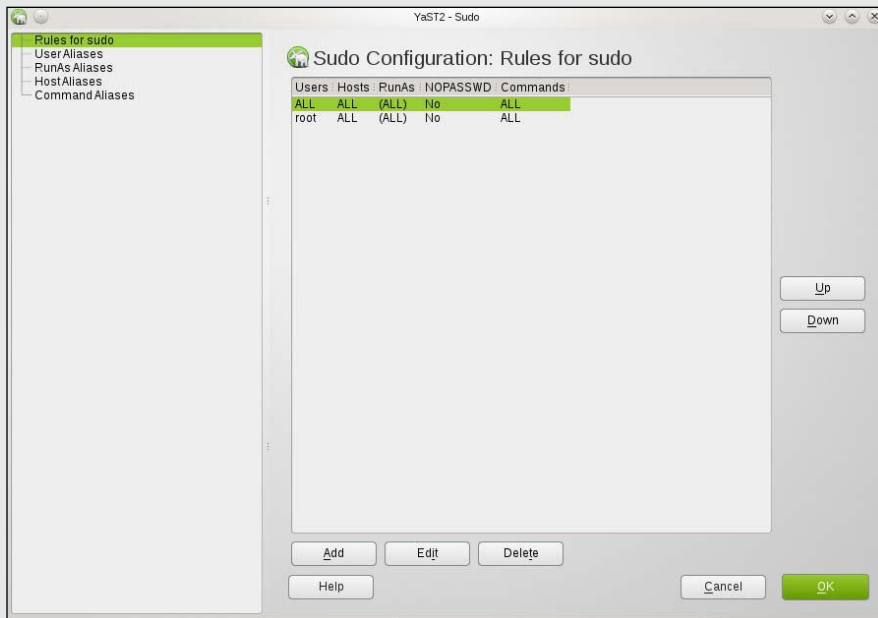 YaST2 - Sudo
Rules for sudo
User Aliases
RunAs Aliases
Host Aliases
Command Aliases
Sudo Configuration: Rules for sudo
Users Hosts RunAs NOPASSWD Commands
ALL ALL (ALL) No ALL
root ALL (ALL) No ALL
Up
Down
Add Edit Delete
Help Cancel OK